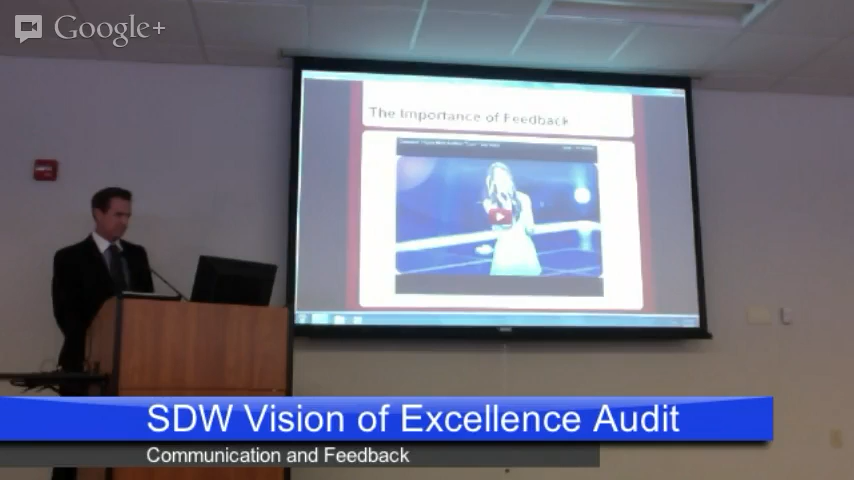 Google+
The Importance of Feedback
SDW Vision of Excellence Audit
Communication and Feedback